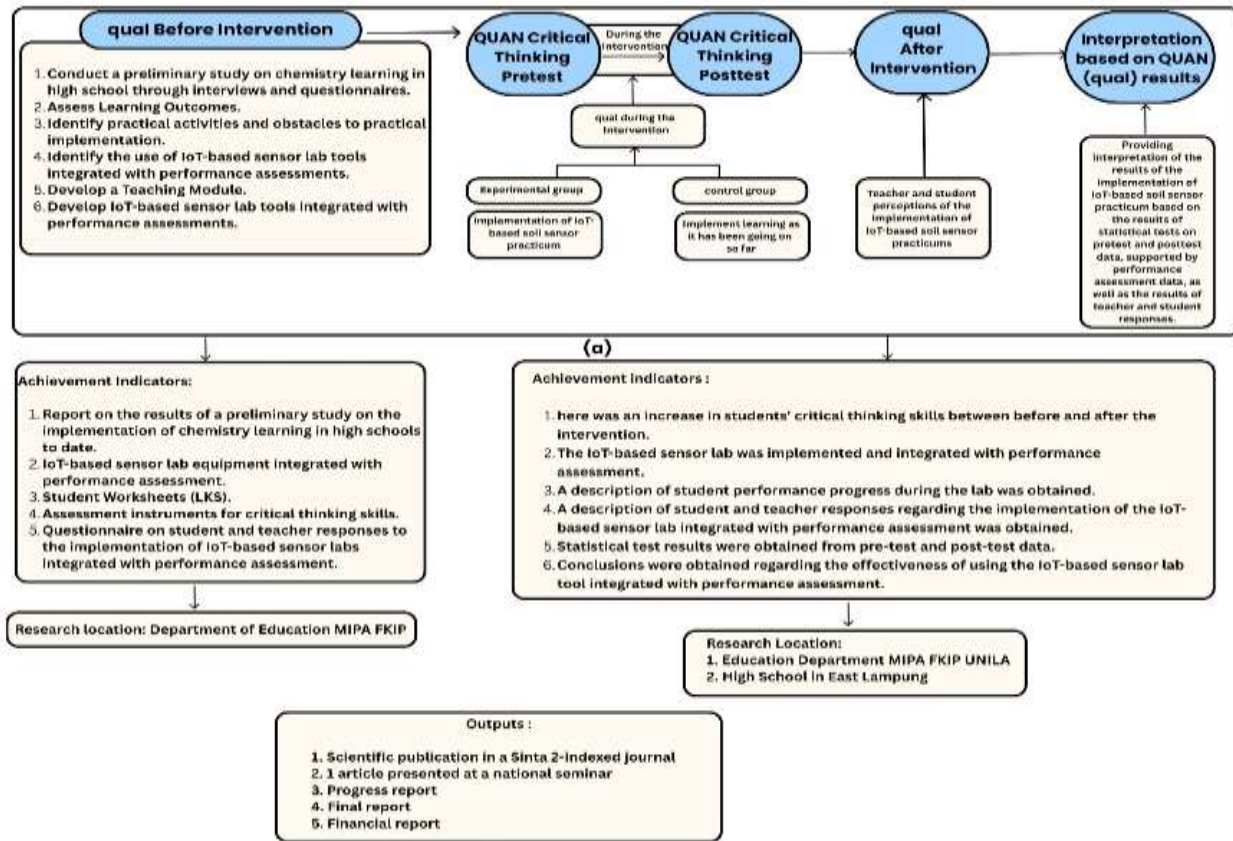 qual Before Intervention
1. Conduct a preliminary study on chemistry learning in
high school through interviews and questionnaires.
2. Assess Learning Outcomes.
3. Identify practical activities and obstacles to practical
implementation.
4. Identify the use of IoT-based sensor lab tools
integrated with performance assessments.
5. Develop a Teaching Module.
6. Develop IoT-based sensor lab tools integrated with
performance assessments.
QUAN Critical
Thinking
Pretest
During the
Intervention
QUAN Critical
Thinking
Posttest
qual during the
Intervention
Experimental group
control group
Implementation of IoT-
based soil sensor
practicum
Implement learning as
it has been going on
so far
qual
After
Intervention
Teacher and student
perceptions of the
implementation of
IoT-based soil sensor
practicums
Interpretation
based on QUAN
(qual) results
Providing
interpretation of the
results of the
implementation of
IoT-based soil sensor
practicum based on
the results of
statistical tests on
pretest and posttest
data, supported by
performance
assessment data, as
well as the results of
teacher and student
responses.
(a)
Achievement Indicators:
1. Report on the results of a preliminary study on the
implementation of chemistry learning in high schools
to date.
2. IoT-based sensor lab equipment integrated with
performance assessment.
3. Student Worksheets (LKS).
4. Assessment instruments for critical thinking skills.
5. Questionnaire on student and teacher responses to
the implementation of IoT-based sensor labs
integrated with performance assessment.
Research location: Department of Education MIPA FKIP
Achievement indicators :
1. here was an increase in students' critical thinking skills between before and after the
intervention.
2. The IoT-based sensor lab was implemented and integrated with performance
assessment.
3. A description of student performance progress during the lab was obtained.
4. A description of student and teacher responses regarding the implementation of the IoT-
based sensor lab integrated with performance assessment was obtained.
5. Statistical test results were obtained from pre-test and post-test data.
6. Conclusions were obtained regarding the effectiveness of using the IoT-based sensor lab
tool integrated with performance assessment.
Research Location:
1. Education Department MIPA FKIP UNILA
2. High School in East Lampung
Outputs :
1. Scientific publication in a Sinta 2-indexed journal
2. 1 article presented at a national seminar
3. Progress report
4. Final report
5. Financial report